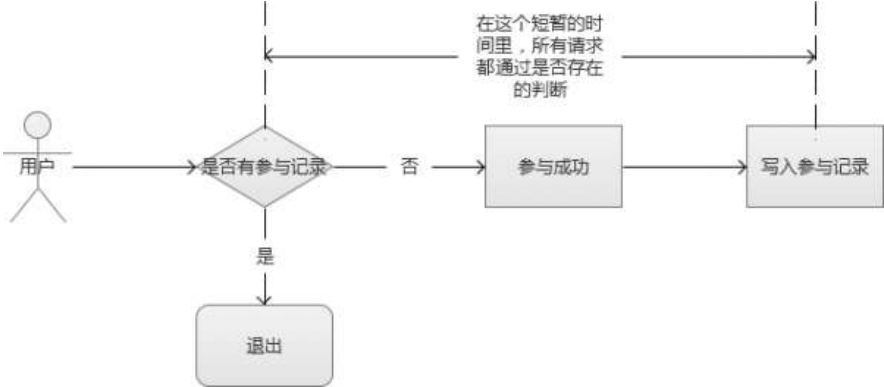 在这个短暂的时
间里，所有请求
都通过是否存在
的判断
用户
是否有参与记录
否
参与成功
写入参与记录
是
退出